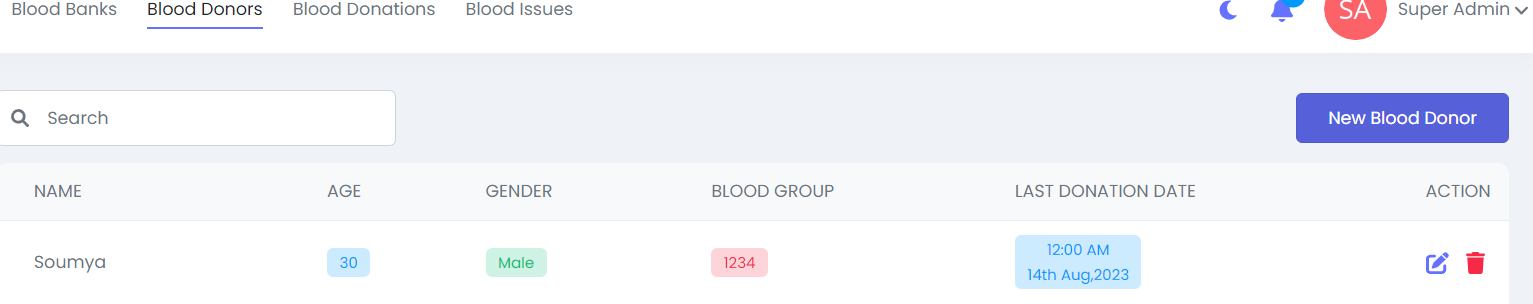 Blood Banks Blood Donors Blood Donations Blood Issues SA Super Admin
Search New Blood Donor
NAME AGE GENDER BLOOD GROUP LAST DONATION DATE ACTION
Soumya 30 Male 1234 12:00 AM
14th Aug,2023